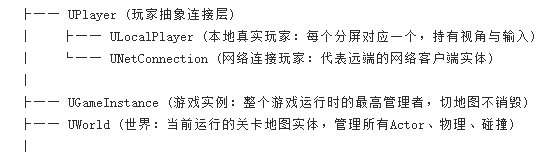 ├── UPlayer (玩家抽象连接层)
│   ├── ULocalPlayer (本地真实玩家：每个分屏对应一个，持有视角与输入)
│   └── UNetConnection (网络连接玩家：代表远端的网络客户端实体)
│
├── UGameInstance (游戏实例：整个游戏运行时的最高管理者，切地图不销毁)
├── UWorld (世界：当前运行的关卡地图实体，管理所有Actor、物理、碰撞)
│